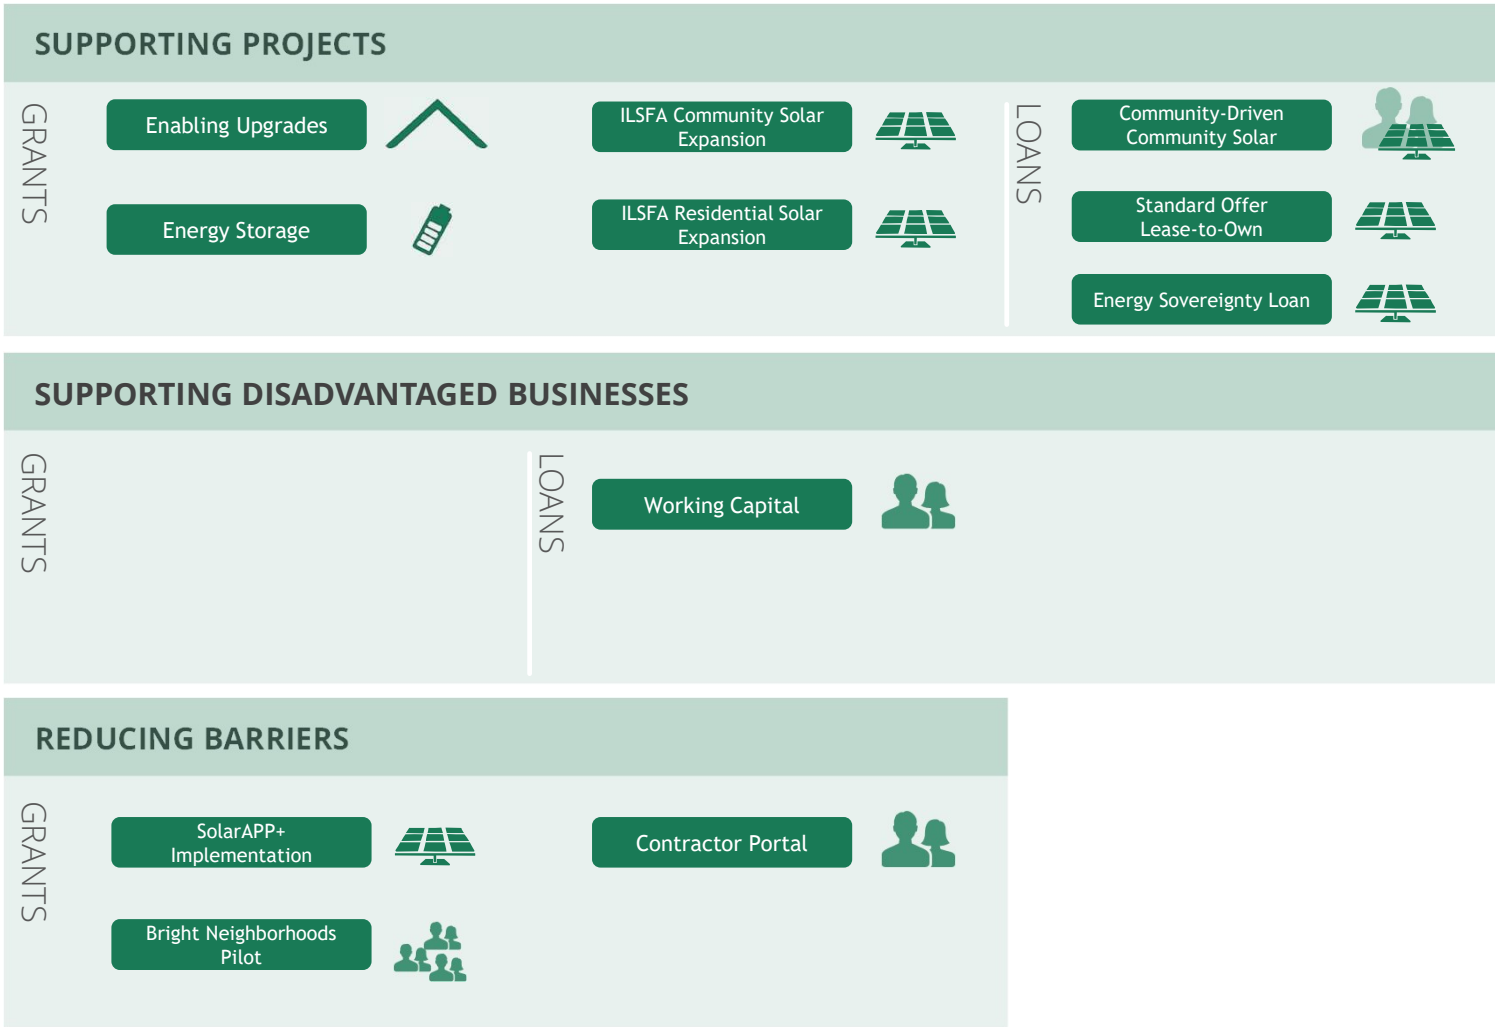 SUPPORTING PROJECTS
GRANTS
Enabling Upgrades
Energy Storage
ILSFA Community Solar
Expansion
ILSFA Residential Solar
Expansion
LOANS
Community-Driven
Community Solar
Standard Offer
Lease-to-Own
Energy Sovereignty Loan
SUPPORTING DISADVANTAGED BUSINESSES
GRANTS
LOANS
Working Capital
REDUCING BARRIERS
GRANTS
SolarAPP+
Implementation
Bright Neighborhoods
Pilot
Contractor Portal